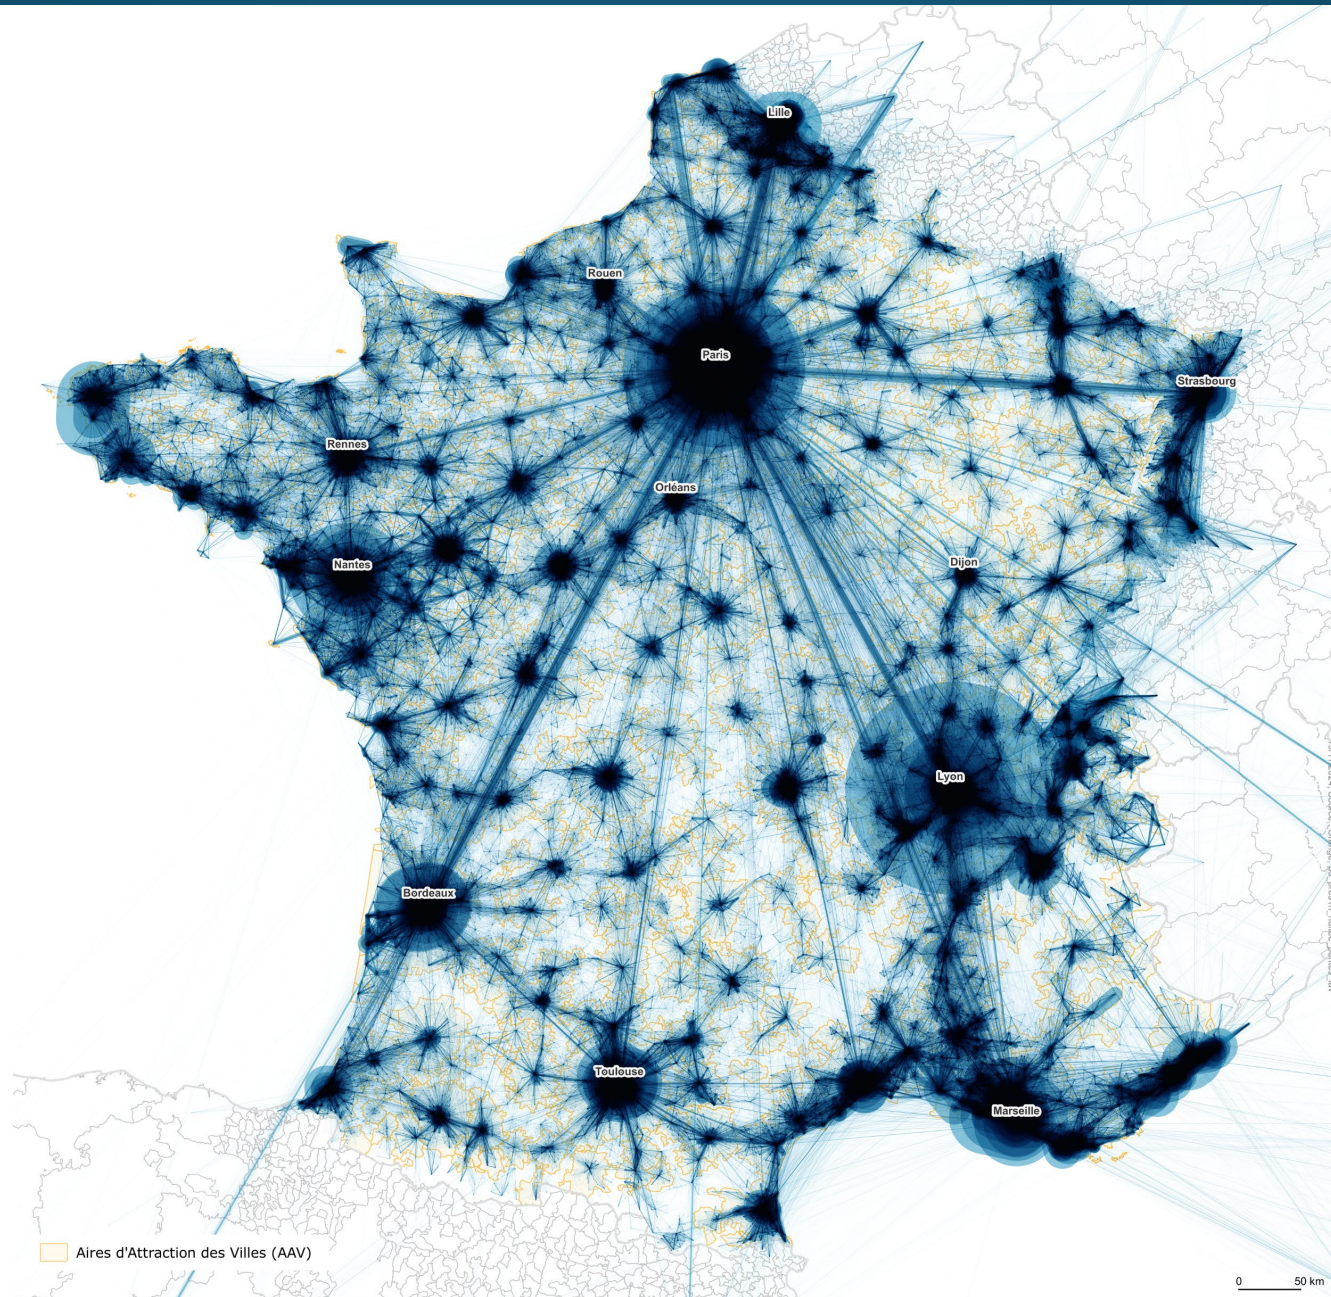 Lille
Rouen
Paris
Strasbourg
Rennes
Orléans
Nantes
Dijon
Lyon
Bordeaux
Toulouse
Marseille
Aires d'Attraction des Villes (AAV)
0 50 km